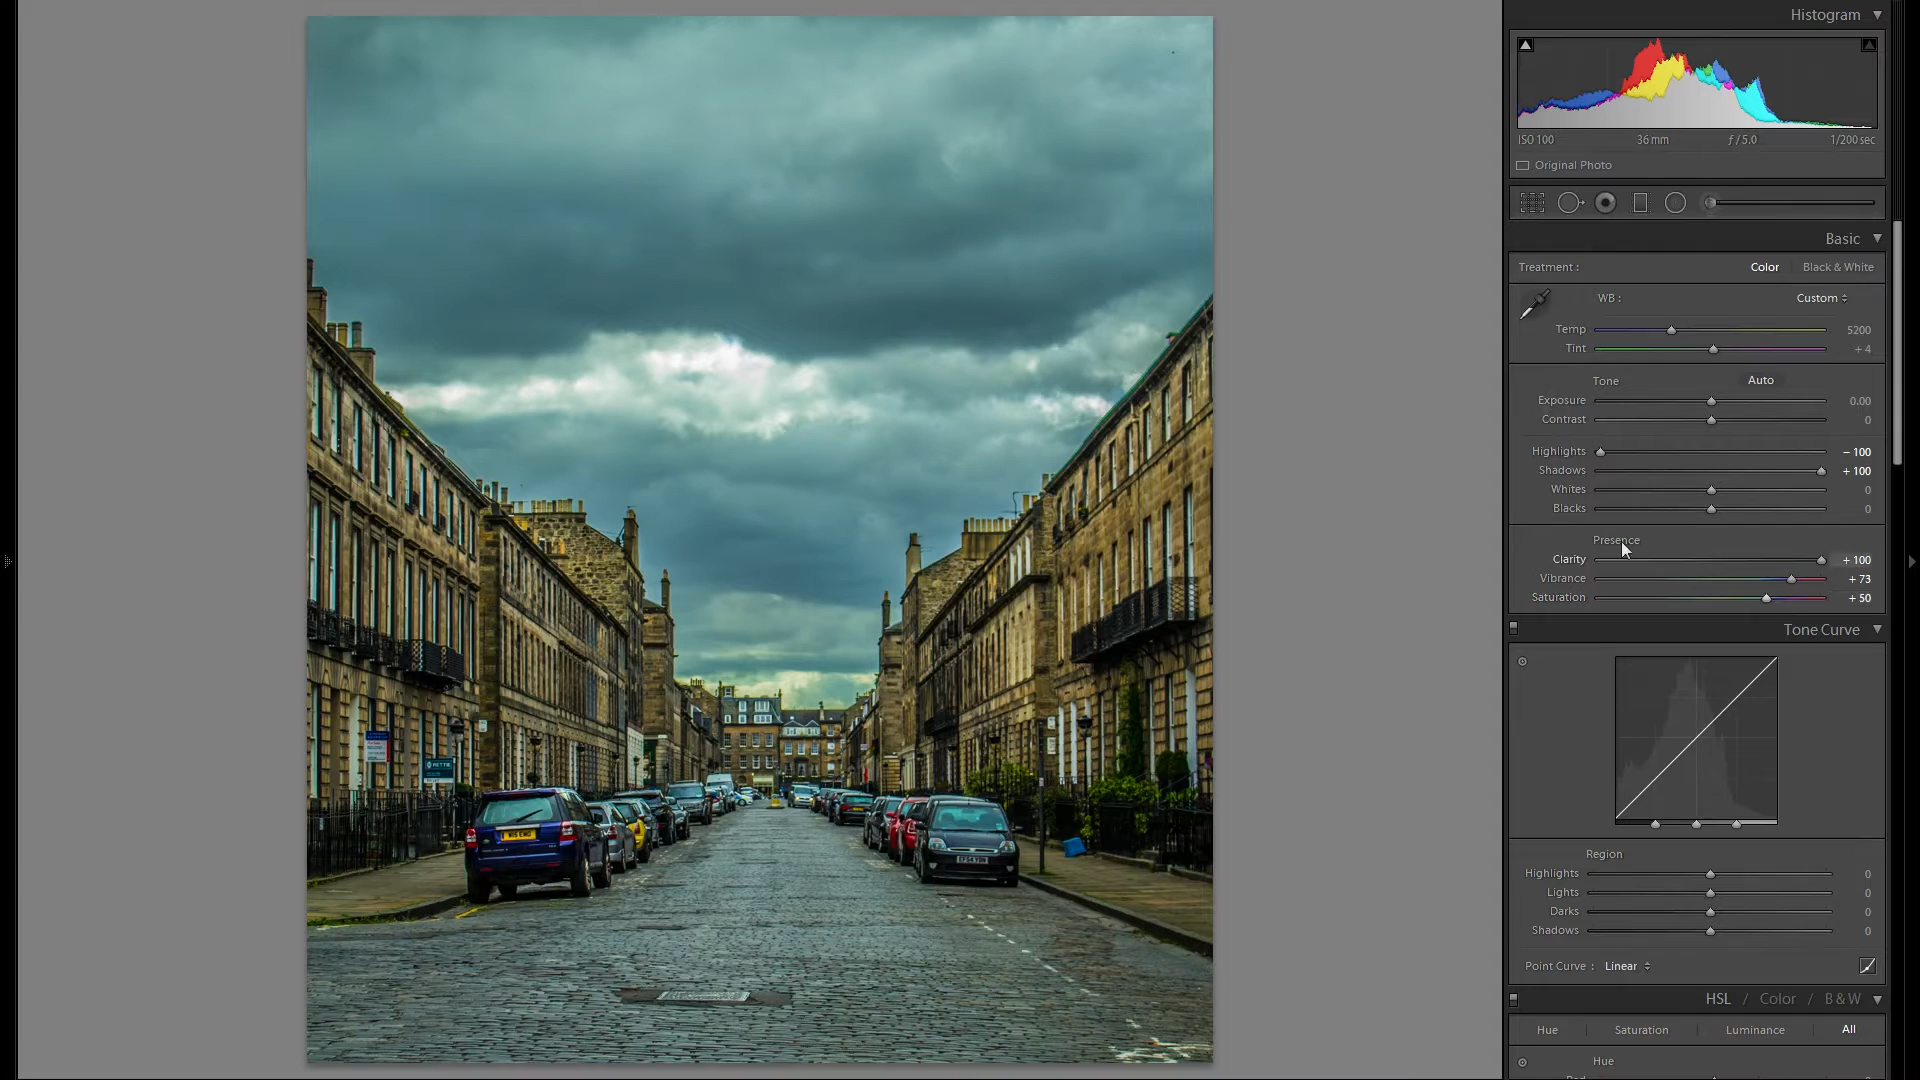 Histogram
ISO 100 36 mm ƒ / 5.0 1/200 sec
Original Photo
Basic
Treatment : Color Black & White
WB : Custom
Temp 5200
Tint + 4
Tone Auto
Exposure 0.00
Contrast 0
Highlights − 100
Shadows + 100
Whites 0
Blacks 0
Presence
Clarity + 100
Vibrance + 73
Saturation + 50
Tone Curve
Region
Highlights 0
Lights 0
Darks 0
Shadows 0
Point Curve : Linear
HSL / Color / B & W
Hue Saturation Luminance All
Hue